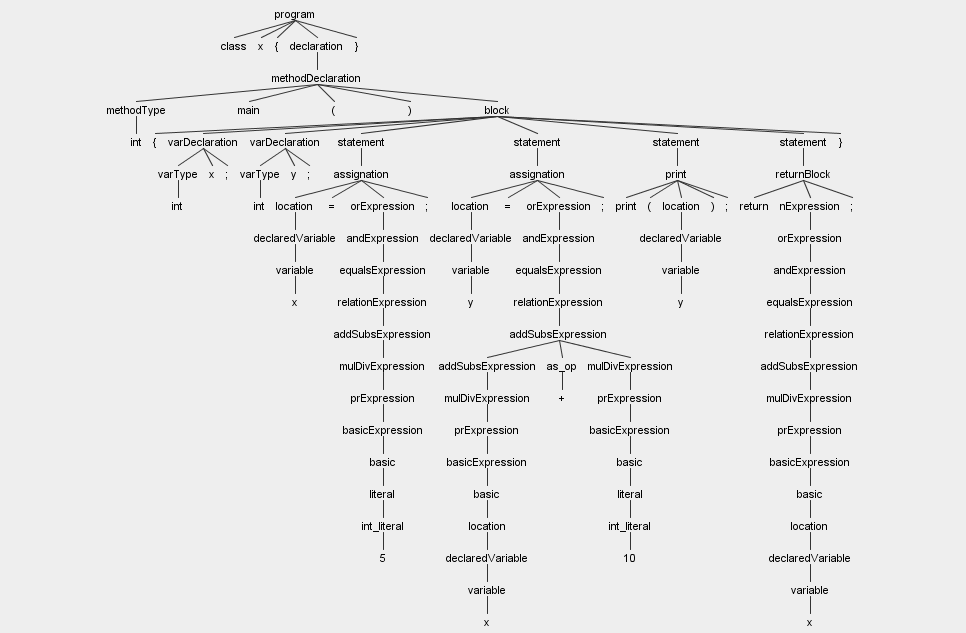 program
class x { declaration }
methodDeclaration
methodType main ( ) block
int { varDeclaration varDeclaration statement statement statement statement }
varType x ; varType y ; assignation assignation print returnBlock
int int location = orExpression ; location = orExpression ; print ( location ) ; return nExpression ;
declaredVariable andExpression declaredVariable andExpression declaredVariable orExpression
variable equalsExpression variable equalsExpression variable andExpression
x relationExpression y relationExpression y equalsExpression
addSubsExpression addSubsExpression relationExpression
mulDivExpression addSubsExpression as_op mulDivExpression addSubsExpression
prExpression mulDivExpression + prExpression mulDivExpression
basicExpression prExpression basicExpression prExpression
basic basicExpression basic basicExpression
literal basic literal basic
int_literal location int_literal location
5 declaredVariable 10 declaredVariable
variable variable
x x